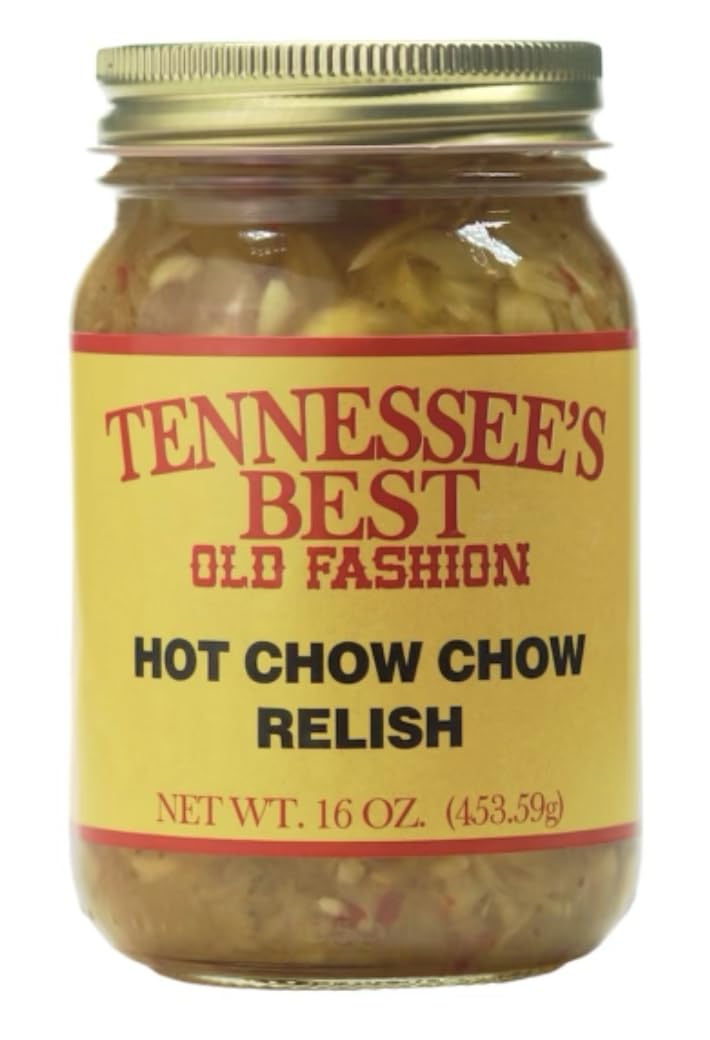 TENNESSEE'S
BEST
OLD FASHION
HOT CHOW CHOW
RELISH
NET WT. 16 OZ. (453.59g)